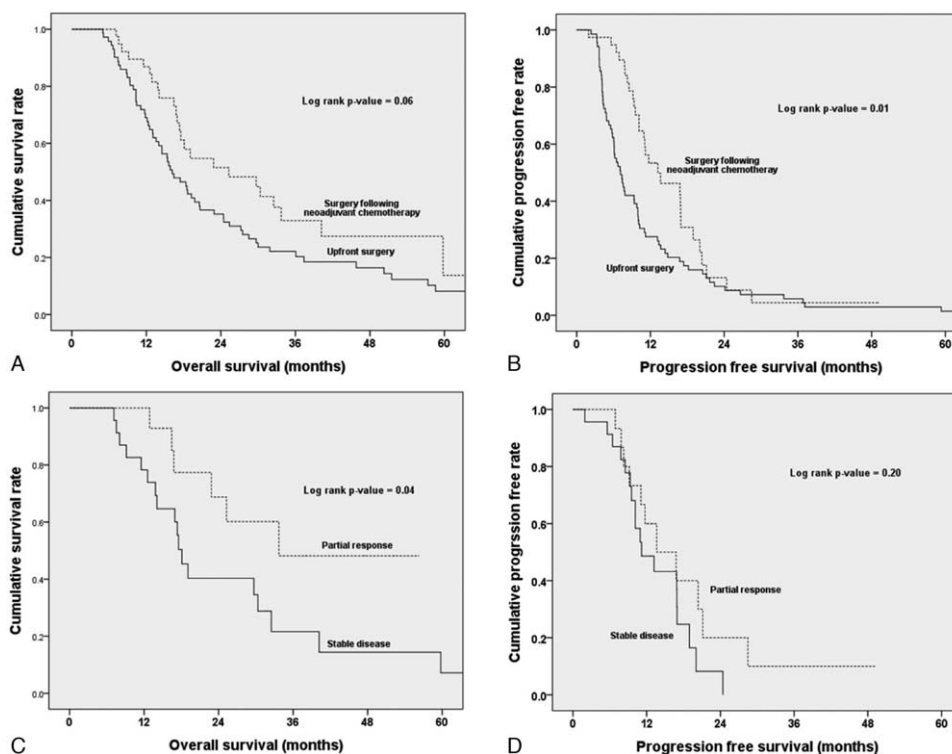 1.0
0.8
0.6
0.4
0.2
0.0
Cumulative survival rate
Log rank p-value = 0.06
Surgery following
neoadjuvant chemotherapy
Upfront surgery
0 12 24 36 48 60
Overall survival (months)
A
1.0
0.8
0.6
0.4
0.2
0.0
Cumulative progression free rate
Log rank p-value = 0.01
Surgery following
neoadjuvant chemotheray
Upfront surgery
0 12 24 36 48 60
Progression free survival (months)
B
1.0
0.8
0.6
0.4
0.2
0.0
Cumulative survival rate
Log rank p-value = 0.04
Partial response
Stable disease
0 12 24 36 48 60
Overall survival (months)
C
1.0
0.8
0.6
0.4
0.2
0.0
Cumulative progrssion free rate
Log rank p-value = 0.20
Partial response
Stable disease
0 12 24 36 48 60
Progression free survival (months)
D